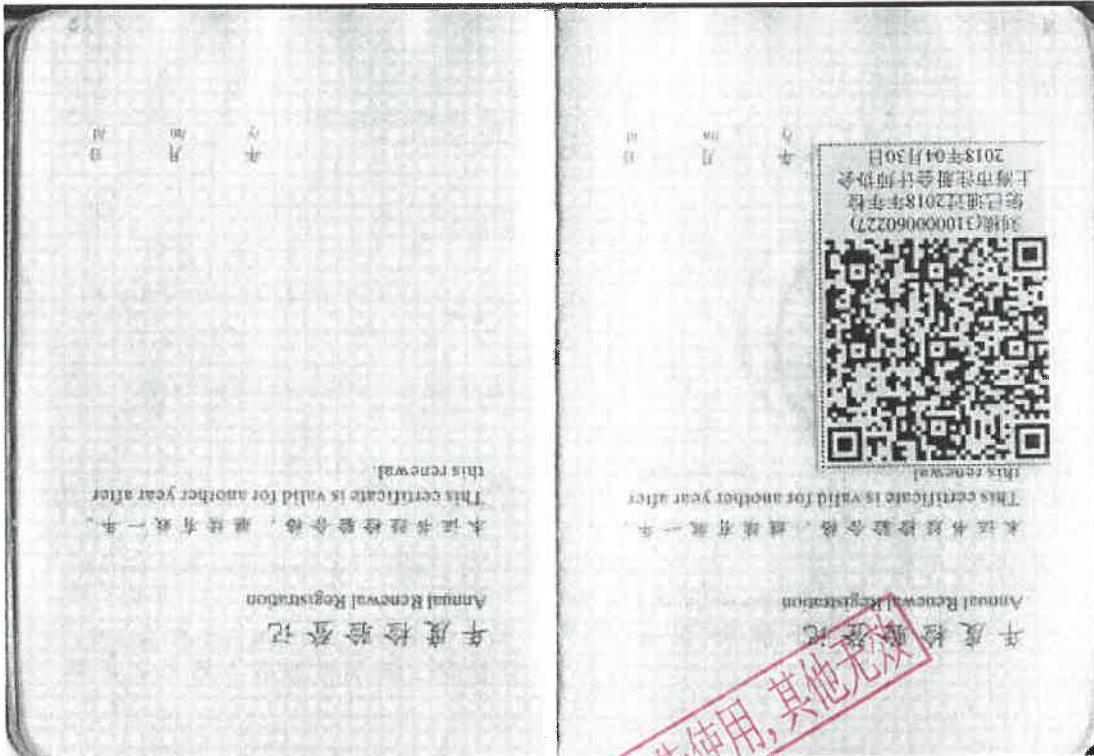 年度检验登记
Annual Renewal Registration
本证书经检验合格，继续有效一年。
This certificate is valid for another year after
this renewal.
(310000060227)
您已通过2018年年检
上海市注册会计师协会
2018年04月30日
年 月 日
/y /m /d
年度检验登记
Annual Renewal Registration
本证书经检验合格，继续有效一年。
This certificate is valid for another year after
this renewal.
年 月 日
/y /m /d
使用,其他无效